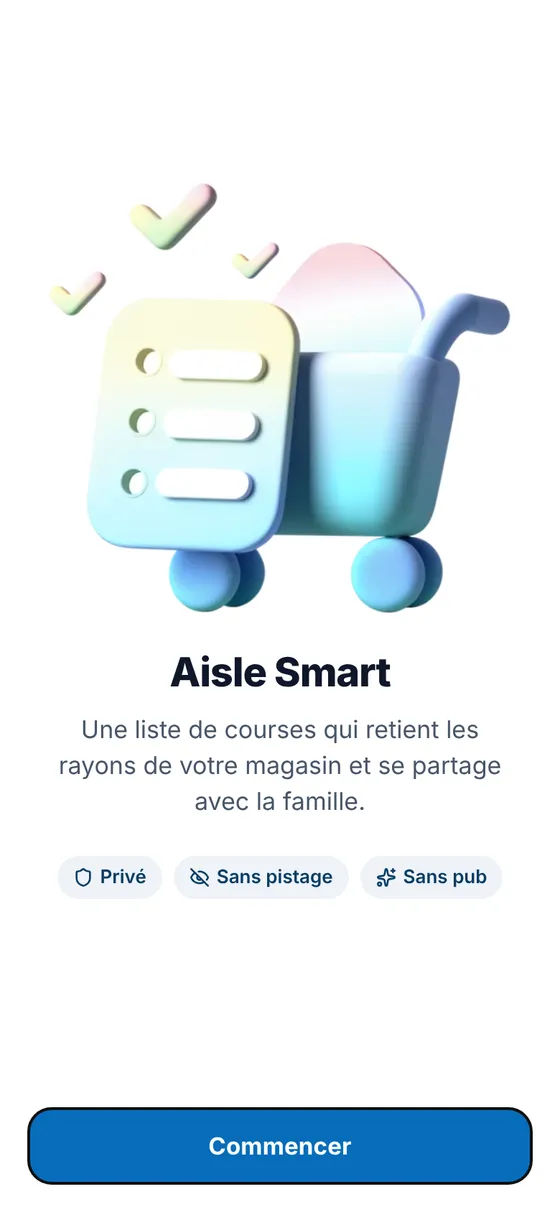 Aisle Smart
Une liste de courses qui retient les
rayons de votre magasin et se partage
avec la famille.
Privé
Sans pistage
Sans pub
Commencer